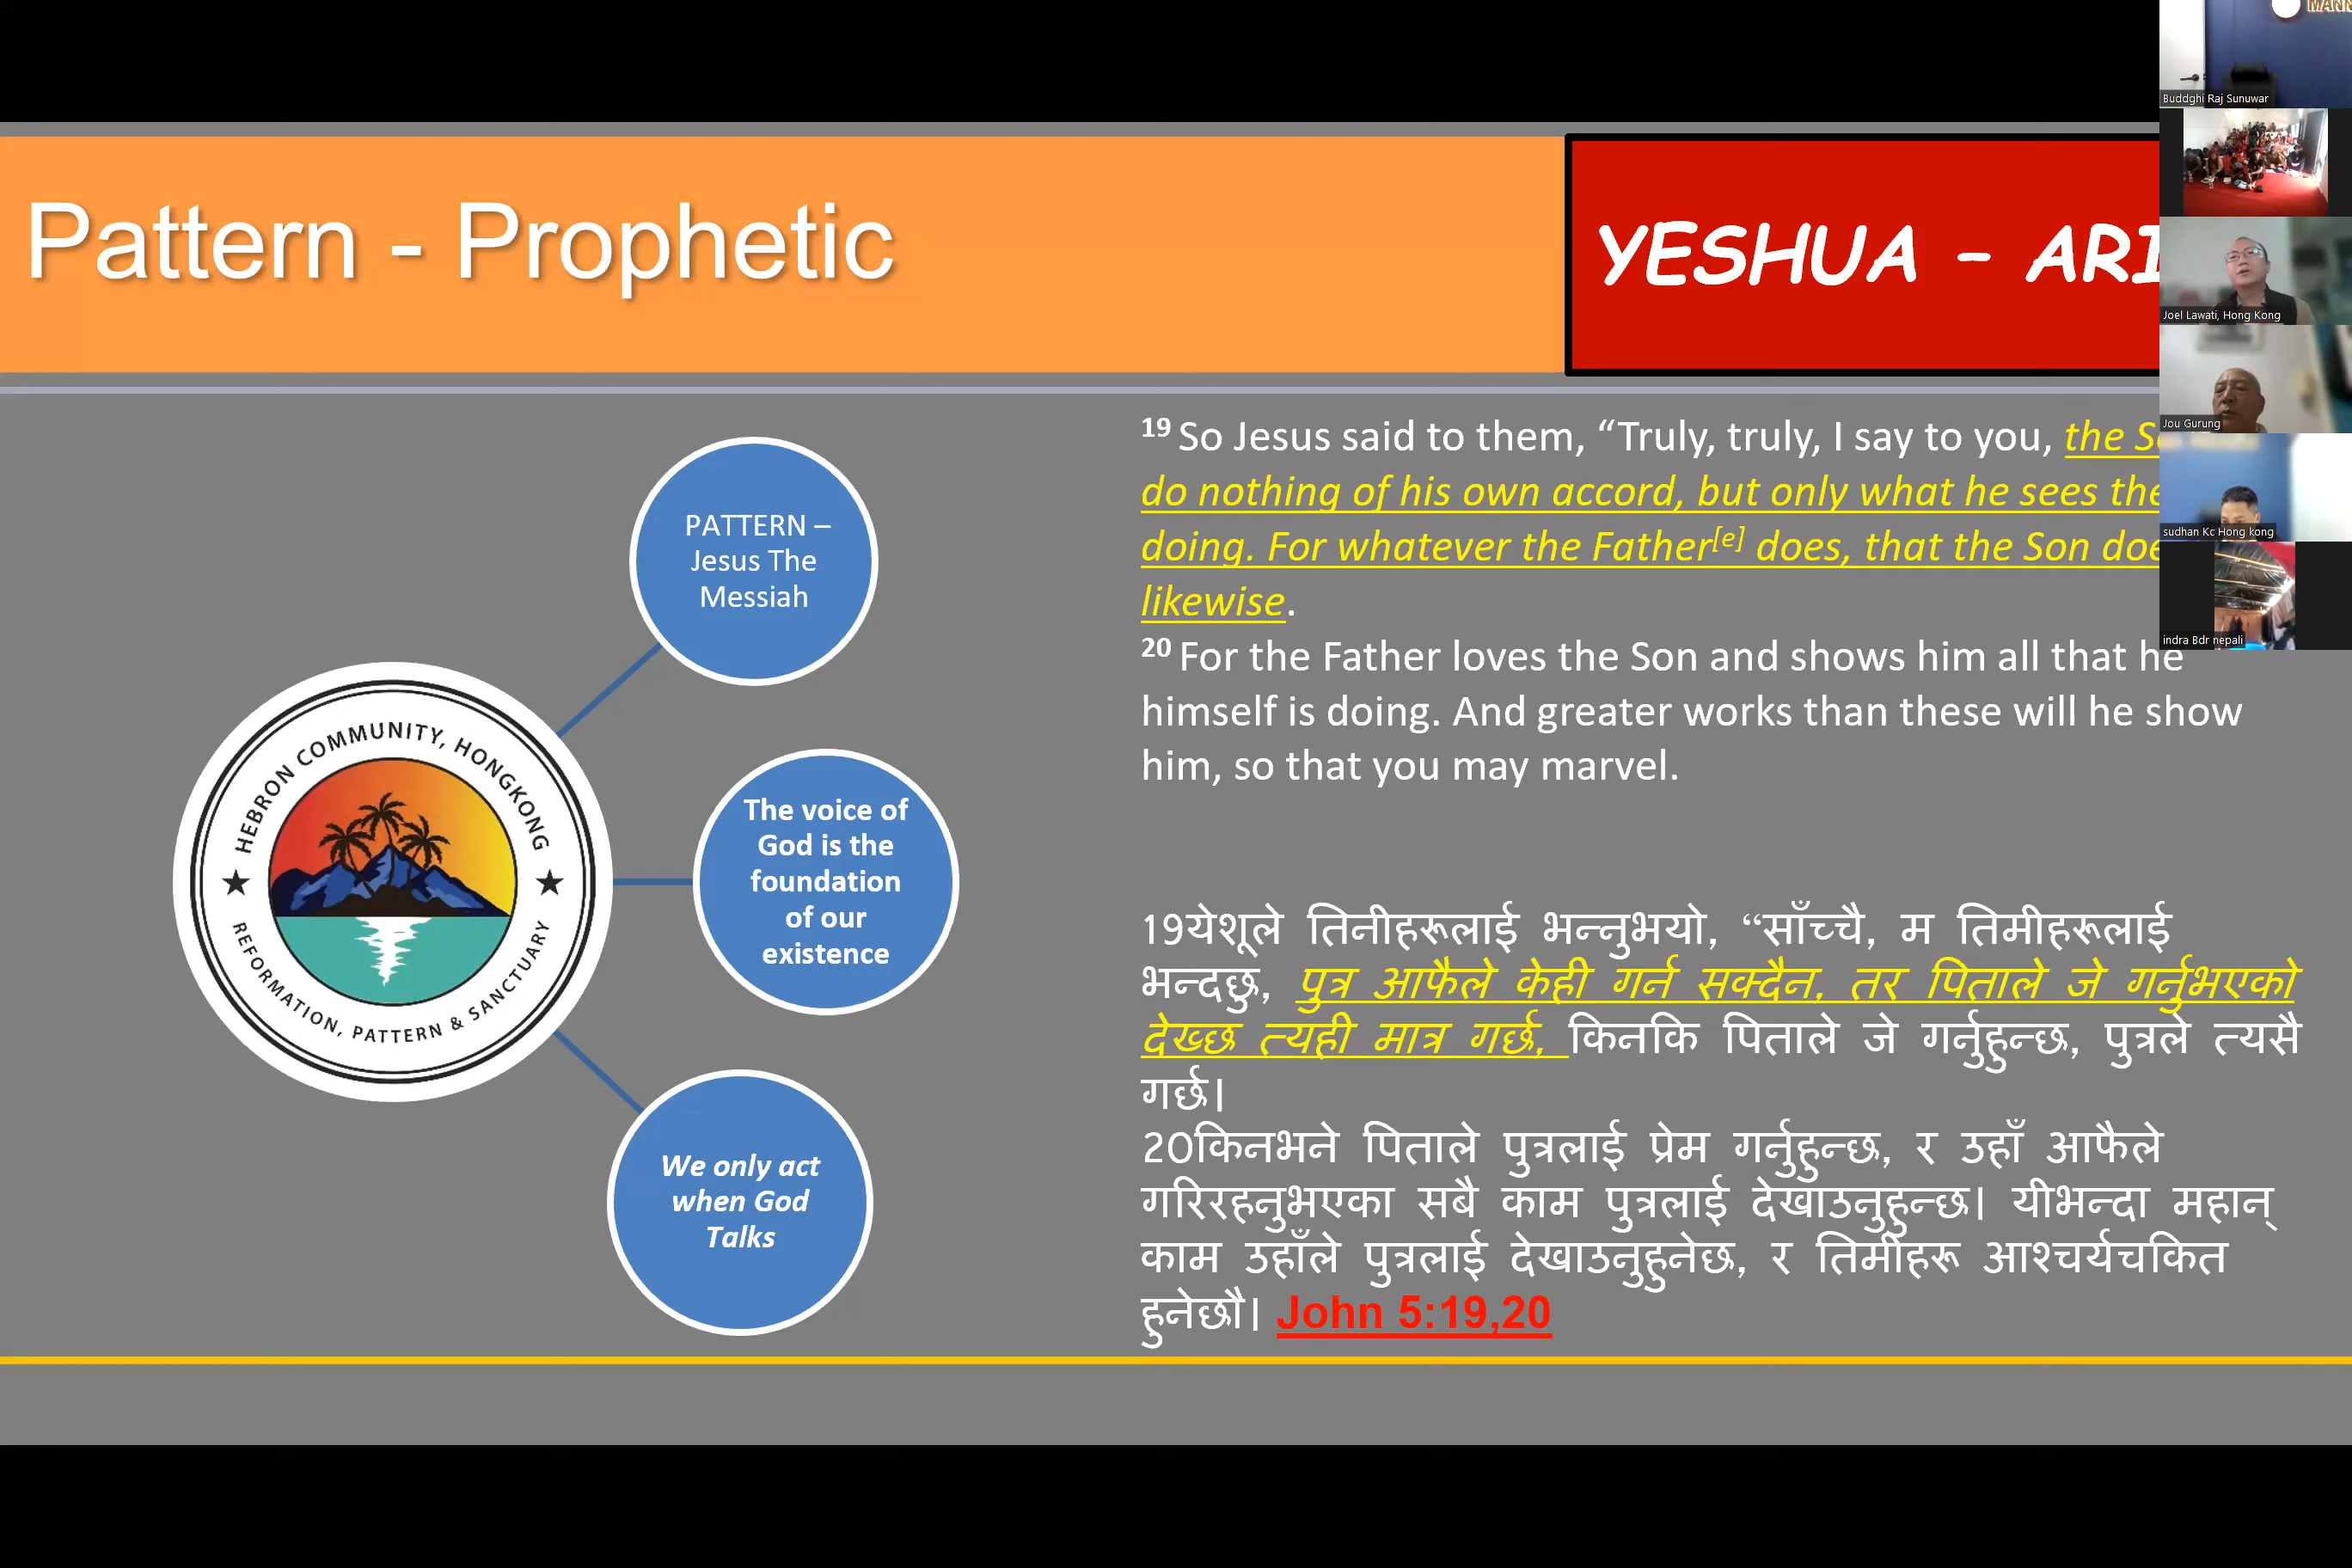 Pattern - Prophetic
YESHUA – ARI
PATTERN –
Jesus The
Messiah
The voice of
God is the
foundation
of our
existence
We only act
when God
Talks
HEBRON COMMUNITY, HONGKONG
REFORMATION, PATTERN & SANCTUARY
19 So Jesus said to them, “Truly, truly, I say to you, the
do nothing of his own accord, but only what he sees the
doing. For whatever the Father[e] does, that the Son
likewise.
20 For the Father loves the Son and shows him all that he
himself is doing. And greater works than these will he show
him, so that you may marvel.
19येशूले तिनीहरूलाई भन्नुभयो, “साँच्चै, म तिमीहरूलाई
भन्दछु, पुत्र आफैले केही गर्न सक्दैन, तर पिताले जे गर्नुभएको
देख्छ त्यही मात्र गर्छ, किनकि पिताले जे गर्नुहुन्छ, पुत्रले त्यसै
गर्छ।
20किनभने पिताले पुत्रलाई प्रेम गर्नुहुन्छ, र उहाँ आफैले
गरिरहनुभएका सबै काम पुत्रलाई देखाउनुहुन्छ। यीभन्दा महान्
काम उहाँले पुत्रलाई देखाउनुहुनेछ, र तिमीहरू आश्चर्यचकित
हुनेछौ। John 5:19,20
Buddghi Raj Sunuwar
Joel Lawati, Hong Kong
Jou Gurung
sudhan Kc Hong kong
indra Bdr nepali